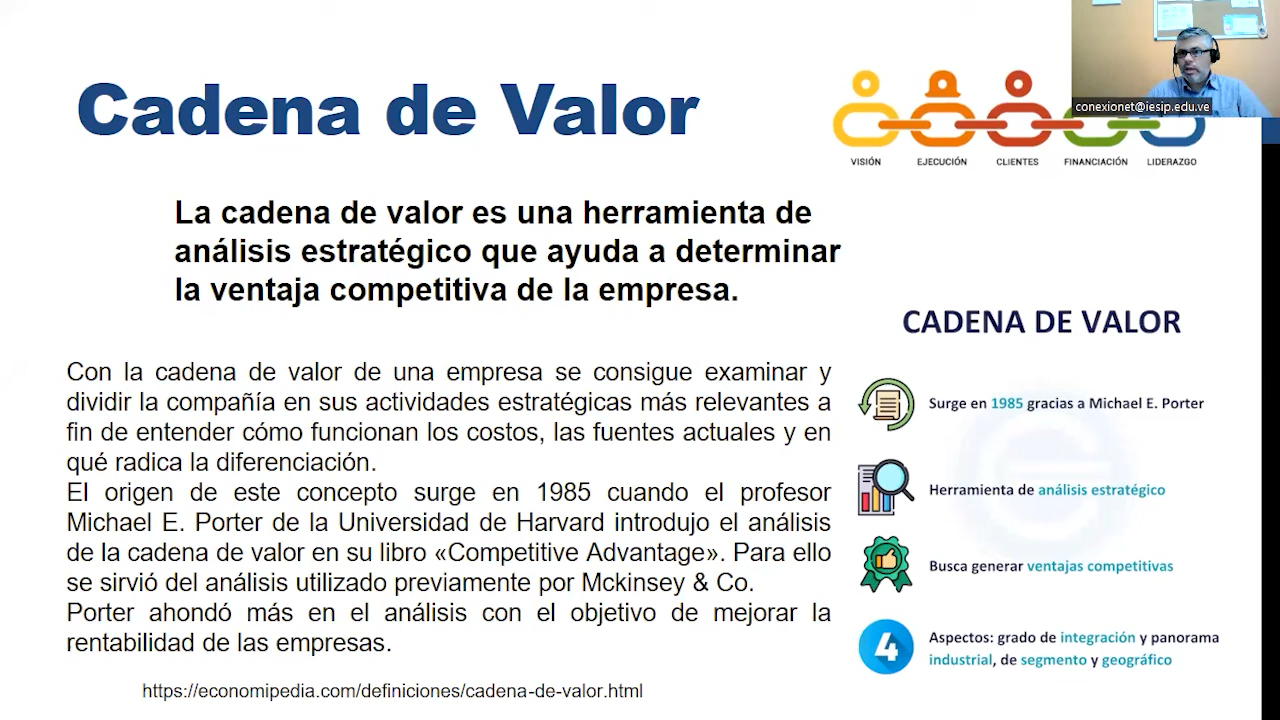 Cadena de Valor
conexionet@iesip.edu.ve
VISIÓN EJECUCIÓN CLIENTES FINANCIACIÓN LIDERAZGO
La cadena de valor es una herramienta de
análisis estratégico que ayuda a determinar
la ventaja competitiva de la empresa.
Con la cadena de valor de una empresa se consigue examinar y
dividir la compañía en sus actividades estratégicas más relevantes a
fin de entender cómo funcionan los costos, las fuentes actuales y en
qué radica la diferenciación.
El origen de este concepto surge en 1985 cuando el profesor
Michael E. Porter de la Universidad de Harvard introdujo el análisis
de la cadena de valor en su libro «Competitive Advantage». Para ello
se sirvió del análisis utilizado previamente por Mckinsey & Co.
Porter ahondó más en el análisis con el objetivo de mejorar la
rentabilidad de las empresas.
https://economipedia.com/definiciones/cadena-de-valor.html
CADENA DE VALOR
Surge en 1985 gracias a Michael E. Porter
Herramienta de análisis estratégico
Busca generar ventajas competitivas
4
Aspectos: grado de integración y panorama
industrial, de segmento y geográfico